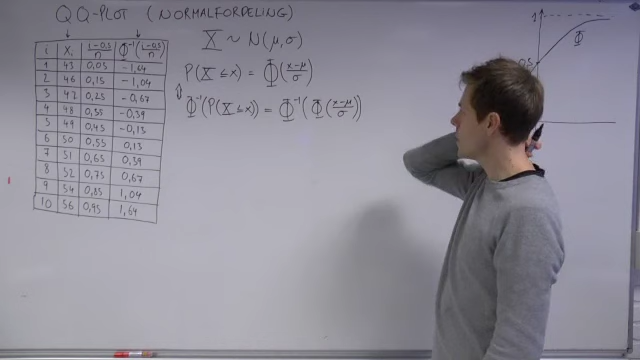 QQ-PLOT (NORMALFORDELING)
i | Xi | i-0.5/n | Φ⁻¹(i-0.5/n)
1 | 43 | 0,05 | -1,64
2 | 46 | 0,15 | -1,04
3 | 47 | 0,25 | -0,67
4 | 48 | 0,35 | -0,39
5 | 49 | 0,45 | -0,13
6 | 50 | 0,55 | 0,13
7 | 51 | 0,65 | 0,39
8 | 52 | 0,75 | 0,67
9 | 54 | 0,85 | 1,04
10 | 56 | 0,95 | 1,64
X ~ N(μ,σ)
P(X≤x) = Φ(x-μ/σ)
⇕ Φ⁻¹(P(X≤x)) = Φ⁻¹(Φ(x-μ/σ))
1
Φ
0,5